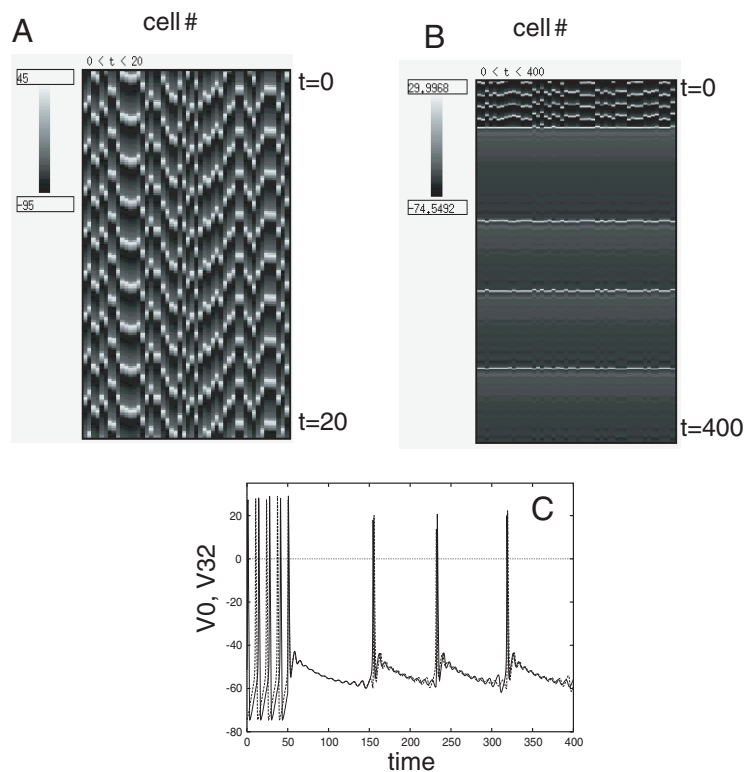 A
cell #
0 < t < 20
45
-95
t=0
t=20
B
cell #
0 < t < 400
29.9968
-74.5492
t=0
t=400
C
V0, V32
20
0
-20
-40
-60
-80
0
50
100
150
200
250
300
350
400
time